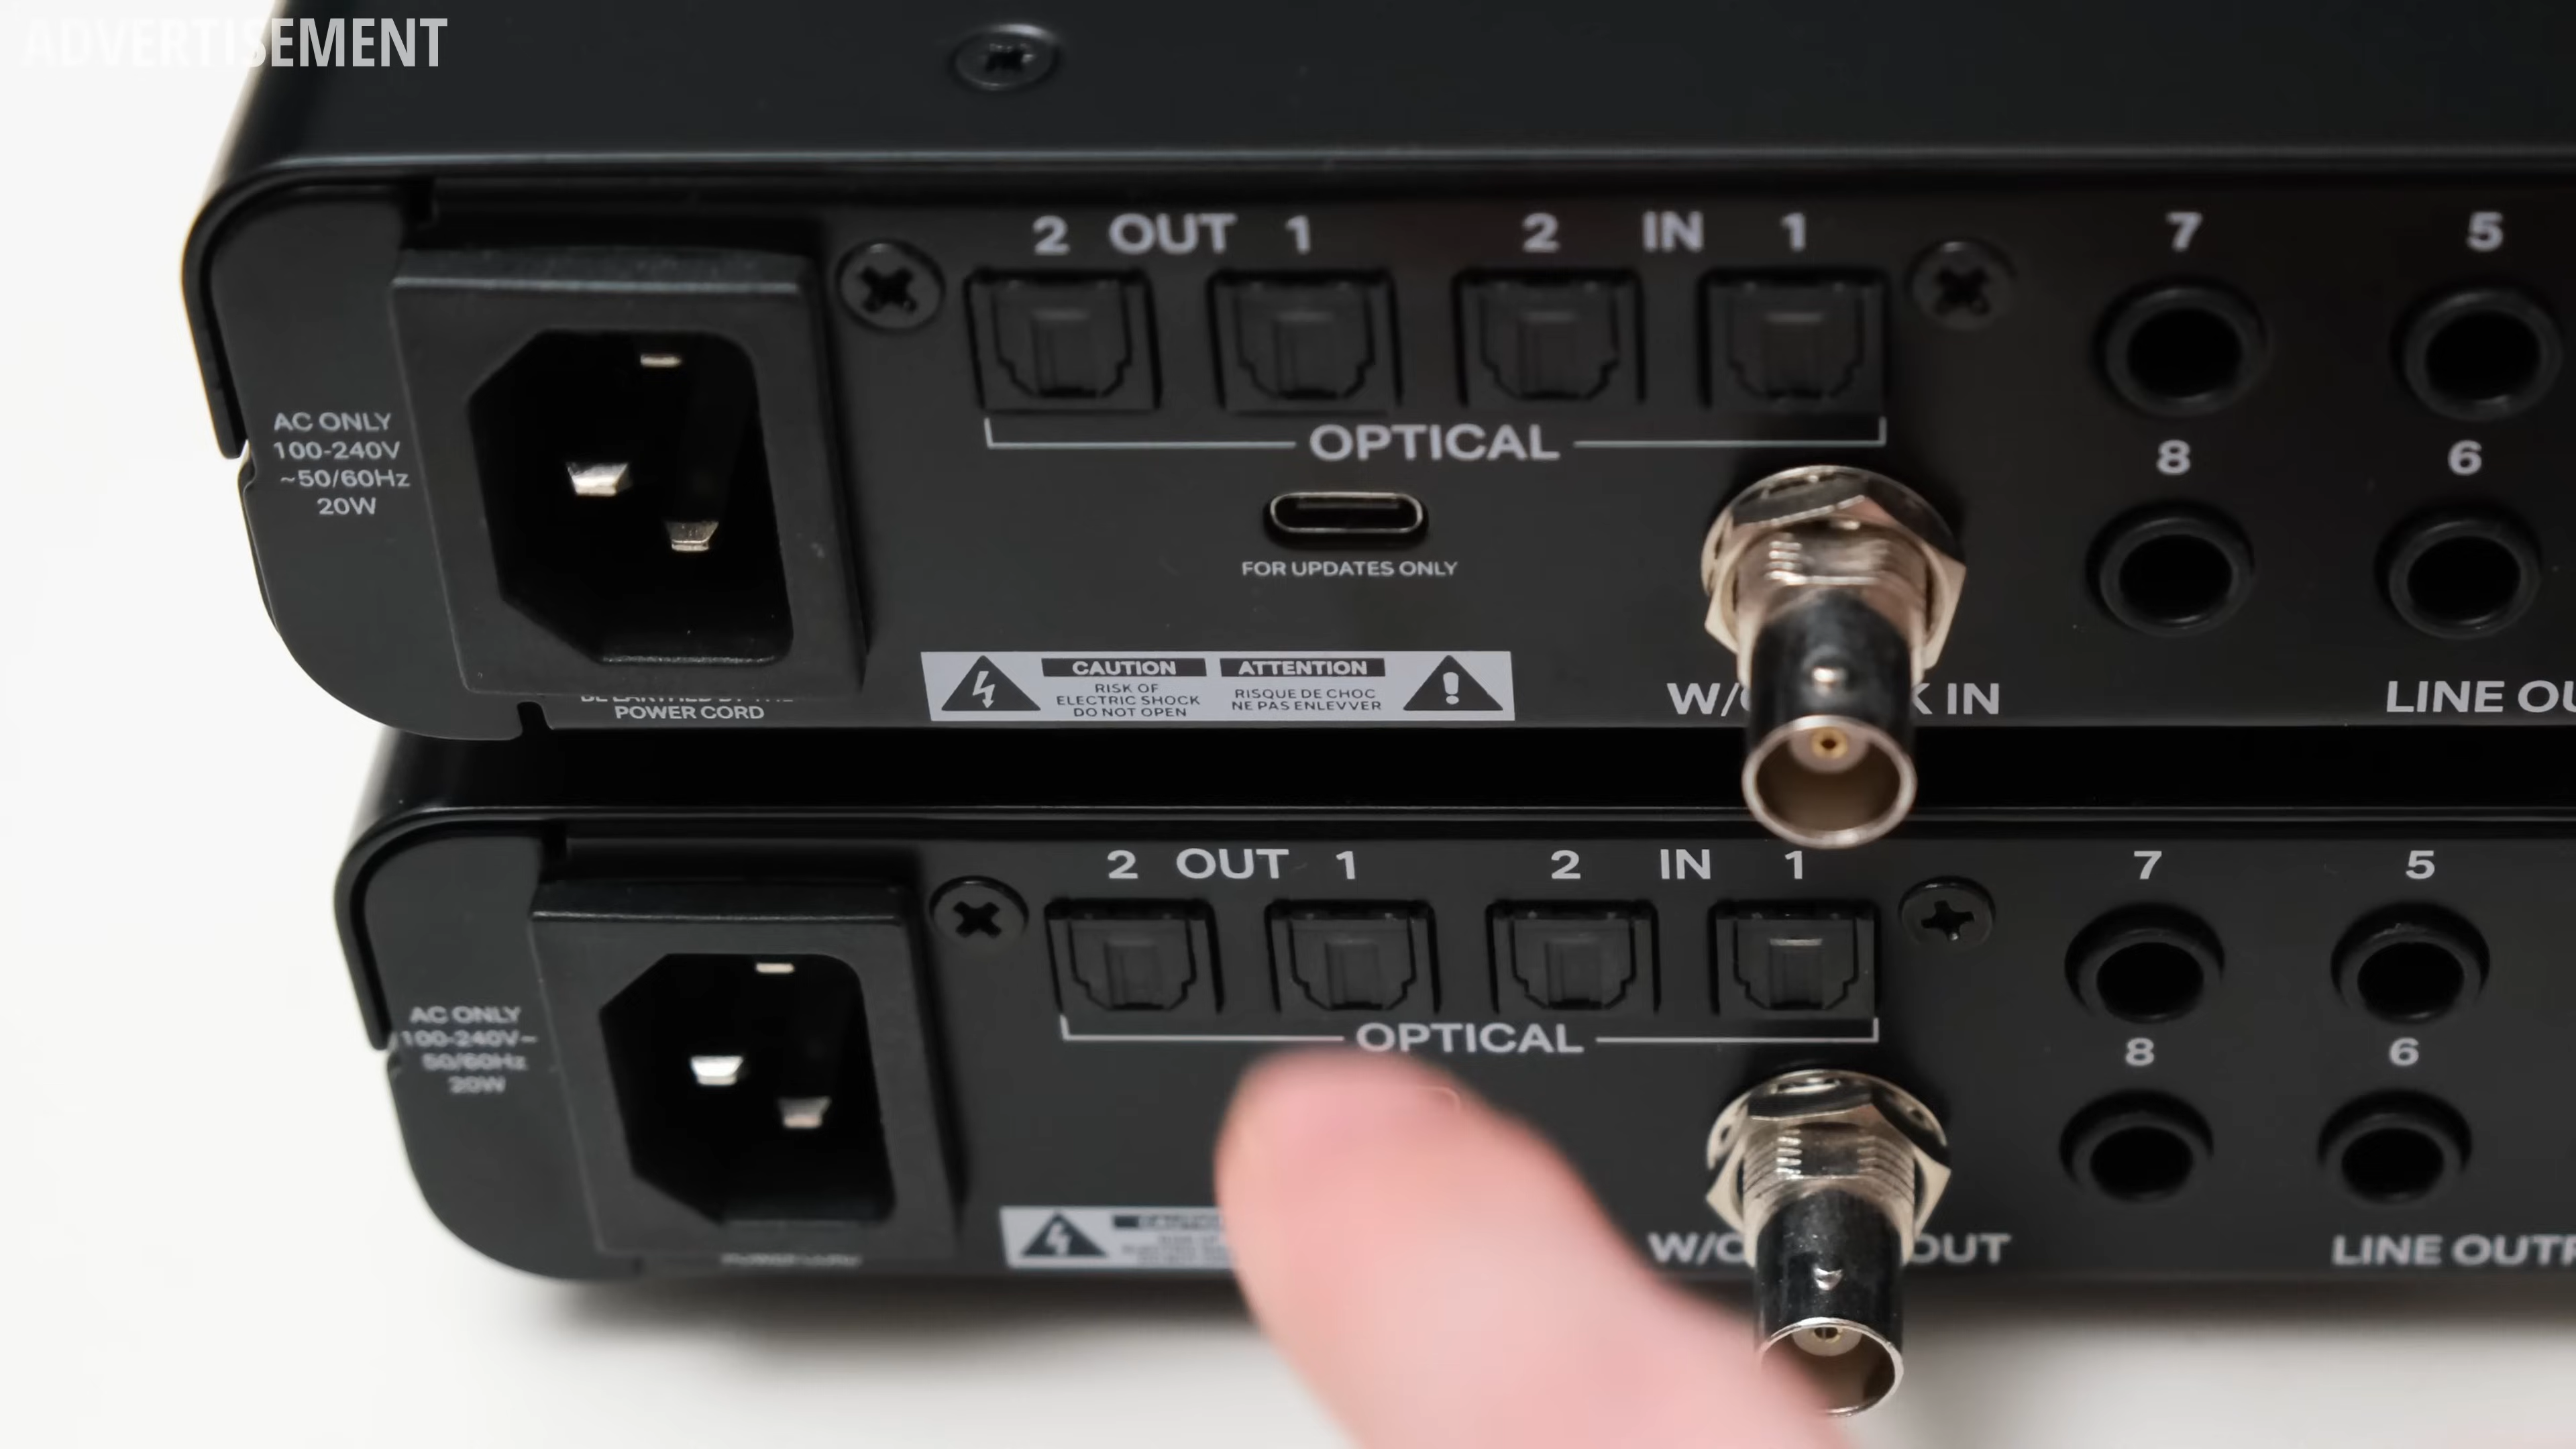 ADVERTISEMENT
2 OUT 1 2 IN 1 7 5
AC ONLY
100-240V
~50/60Hz
20W
OPTICAL
8 6
FOR UPDATES ONLY
CAUTION
RISK OF
ELECTRIC SHOCK
DO NOT OPEN
ATTENTION
RISQUE DE CHOC
NE PAS ENLEVVER
POWER CORD
W/C K IN
LINE OU
2 OUT 1 2 IN 1 7 5
AC ONLY
100-240V~
50/60Hz
20W
OPTICAL
8 6
W/C OUT
LINE OUTP